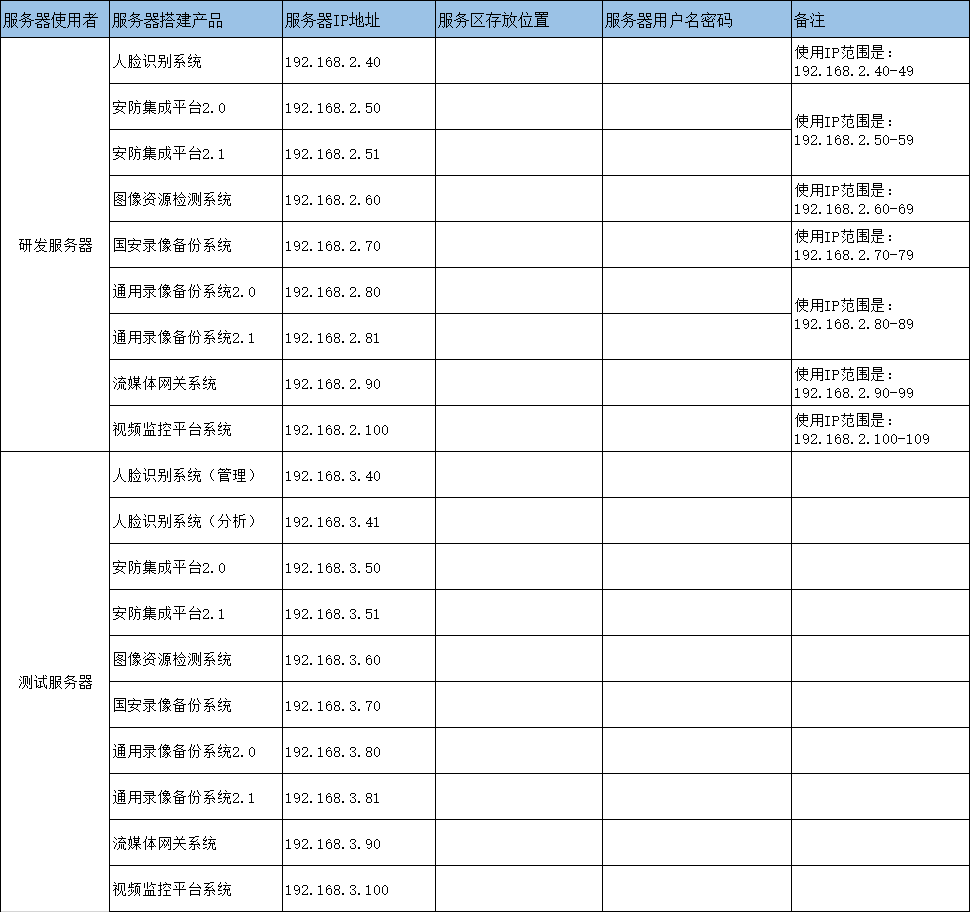 服务器使用者 服务器搭建产品 服务器IP地址 服务区存放位置 服务器用户名密码 备注
研发服务器
人脸识别系统 192.168.2.40 使用IP范围是：
192.168.2.40-49
安防集成平台2.0 192.168.2.50
使用IP范围是：
192.168.2.50-59
安防集成平台2.1 192.168.2.51
图像资源检测系统 192.168.2.60 使用IP范围是：
192.168.2.60-69
国安录像备份系统 192.168.2.70 使用IP范围是：
192.168.2.70-79
通用录像备份系统2.0 192.168.2.80
使用IP范围是：
192.168.2.80-89
通用录像备份系统2.1 192.168.2.81
流媒体网关系统 192.168.2.90 使用IP范围是：
192.168.2.90-99
视频监控平台系统 192.168.2.100 使用IP范围是：
192.168.2.100-109
测试服务器
人脸识别系统（管理） 192.168.3.40
人脸识别系统（分析） 192.168.3.41
安防集成平台2.0 192.168.3.50
安防集成平台2.1 192.168.3.51
图像资源检测系统 192.168.3.60
国安录像备份系统 192.168.3.70
通用录像备份系统2.0 192.168.3.80
通用录像备份系统2.1 192.168.3.81
流媒体网关系统 192.168.3.90
视频监控平台系统 192.168.3.100